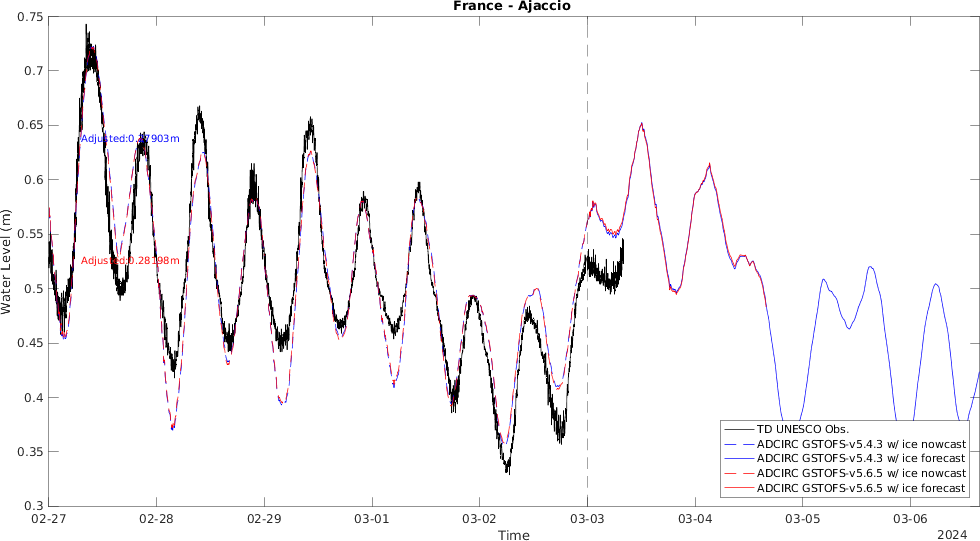 France - Ajaccio
0.75
0.7
0.65
0.6
0.55
0.5
0.45
0.4
0.35
0.3
Water Level (m)
Adjusted:0.27903m
Adjusted:0.28198m
TD UNESCO Obs.
ADCIRC GSTOFS-v5.4.3 w/ ice nowcast
ADCIRC GSTOFS-v5.4.3 w/ ice forecast
ADCIRC GSTOFS-v5.6.5 w/ ice nowcast
ADCIRC GSTOFS-v5.6.5 w/ ice forecast
02-27 02-28 02-29 03-01 03-02 03-03 03-04 03-05 03-06
Time
2024